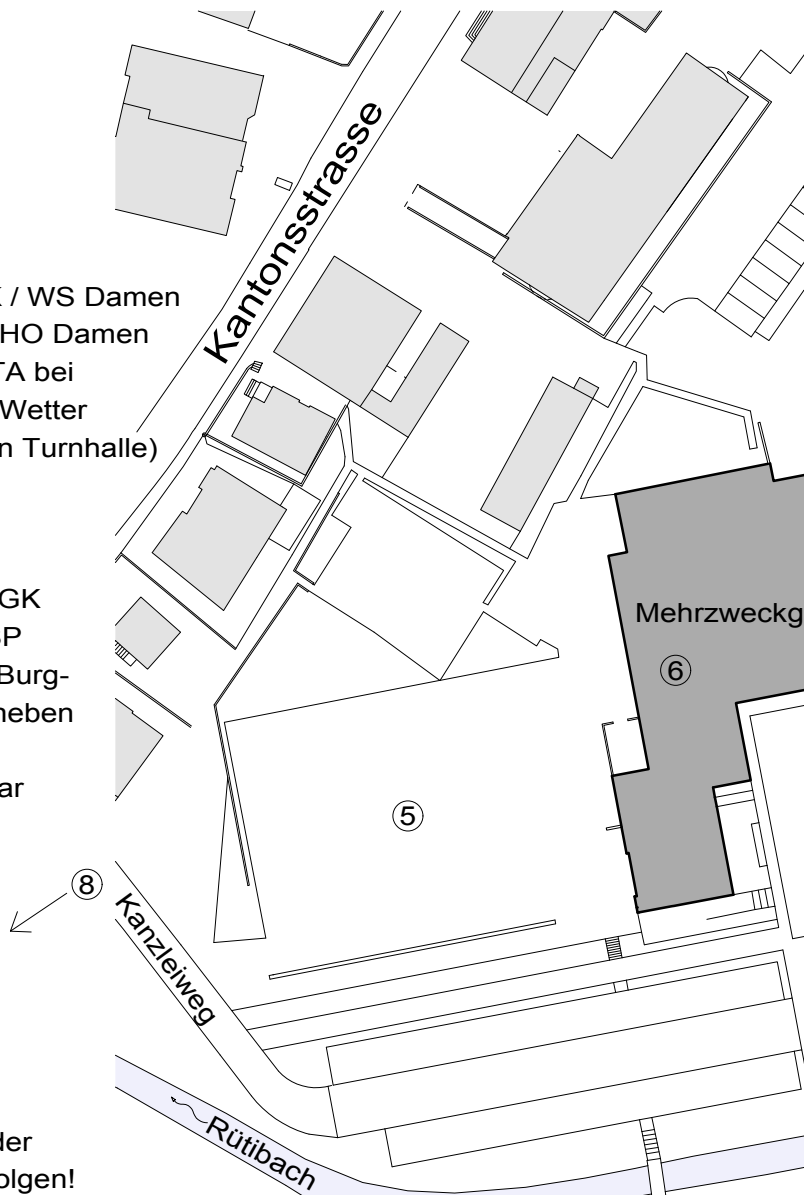 Kantonsstrasse
/ WS Damen
HO Damen
TA bei
Wetter
n Turnhalle)
GK
Burg-
neben
ar
Mehrzweckg
6
5
8
Kanzleiweg
Rütibach
der
olgen!